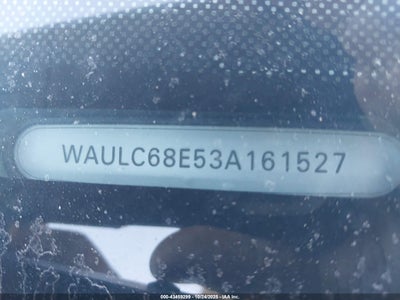 WAULC68E53A161527
000-43459299 - 10/24/2025 - IAA Inc.